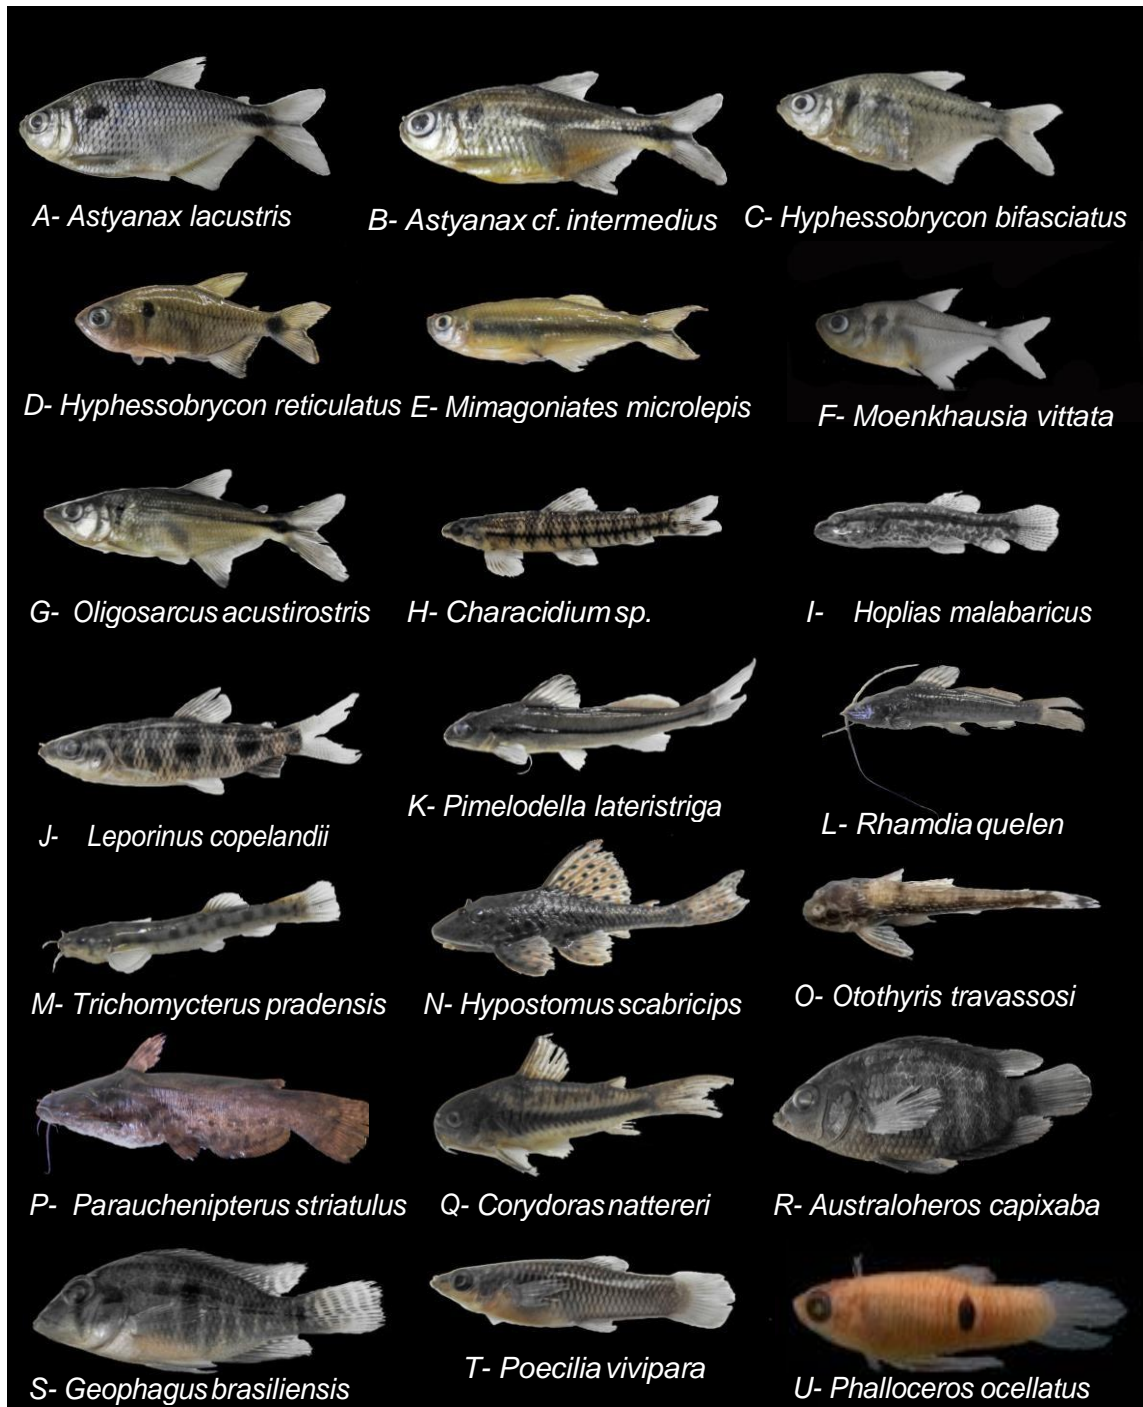 A- Astyanax lacustris
B- Astyanax cf. intermedius
C- Hyphessobrycon bifasciatus
D- Hyphessobrycon reticulatus
E- Mimagoniates microlepis
F- Moenkhausia vittata
G- Oligosarcus acustirostris
H- Characidium sp.
I- Hoplias malabaricus
J- Leporinus copelandii
K- Pimelodella lateristriga
L- Rhamdia quelen
M- Trichomycterus pradensis
N- Hypostomus scabriceps
O- Otothyris travassosi
P- Parauchenipterus striatulus
Q- Corydoras nattereri
R- Australoheros capixaba
S- Geophagus brasiliensis
T- Poecilia vivipara
U- Phalloceros ocellatus